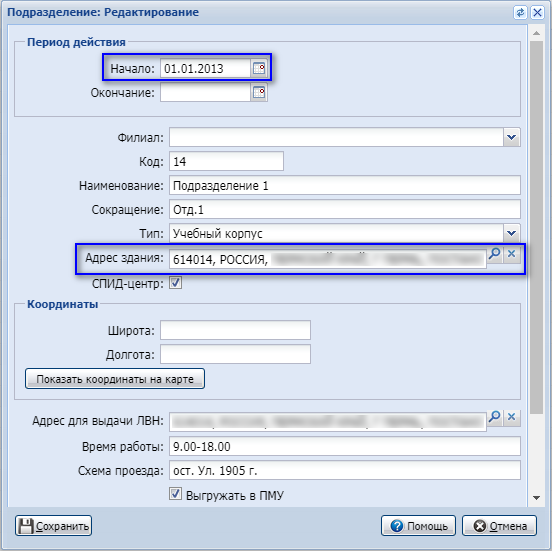 Подразделение: Редактирование
Период действия
Начало: 01.01.2013
Окончание:
Филиал:
Код: 14
Наименование: Подразделение 1
Сокращение: Отд.1
Тип: Учебный корпус
Адрес здания: 614014, РОССИЯ,
СПИД-центр:
Координаты
Широта:
Долгота:
Показать координаты на карте
Адрес для выдачи ЛВН:
Время работы: 9.00-18.00
Схема проезда: ост. Ул. 1905 г.
Выгружать в ПМУ
Сохранить Помощь Отмена